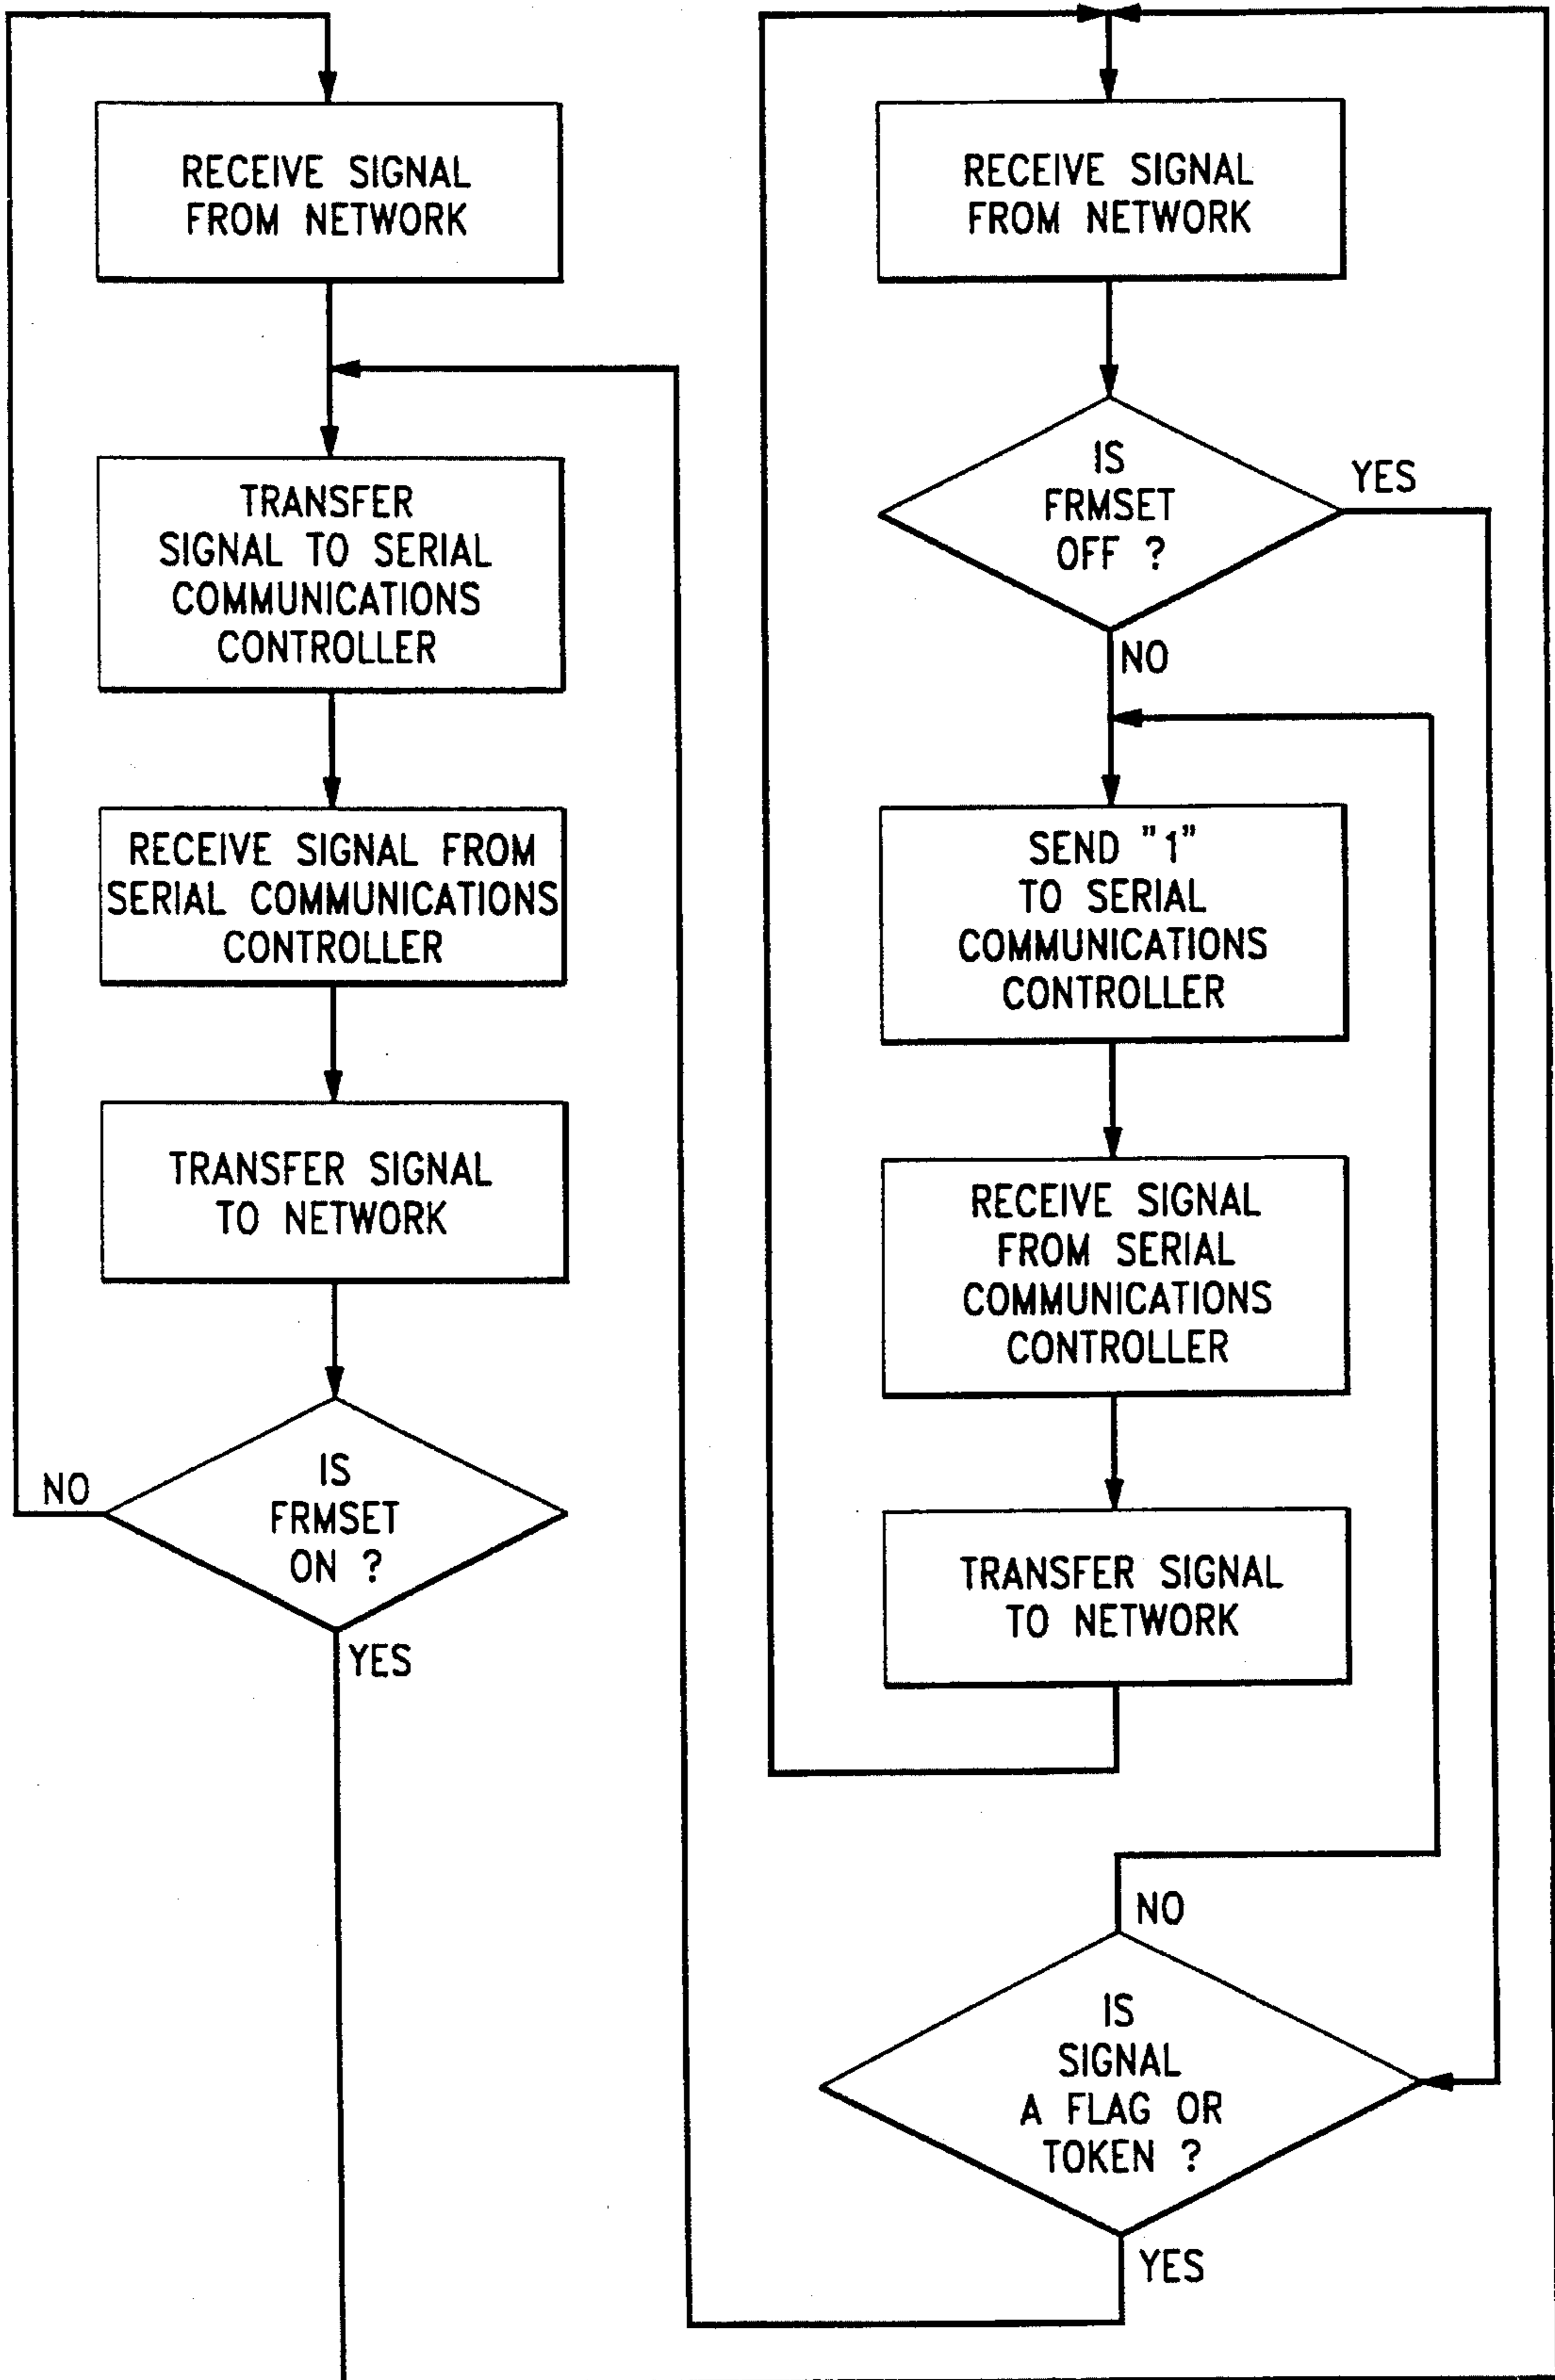 RECEIVE SIGNAL
FROM NETWORK
TRANSFER
SIGNAL TO SERIAL
COMMUNICATIONS
CONTROLLER
RECEIVE SIGNAL FROM
SERIAL COMMUNICATIONS
CONTROLLER
TRANSFER SIGNAL
TO NETWORK
IS
FRMSET
ON ?
NO
YES
RECEIVE SIGNAL
FROM NETWORK
IS
FRMSET
OFF ?
YES
NO
SEND "1"
TO SERIAL
COMMUNICATIONS
CONTROLLER
RECEIVE SIGNAL
FROM SERIAL
COMMUNICATIONS
CONTROLLER
TRANSFER SIGNAL
TO NETWORK
NO
IS
SIGNAL
A FLAG OR
TOKEN ?
YES